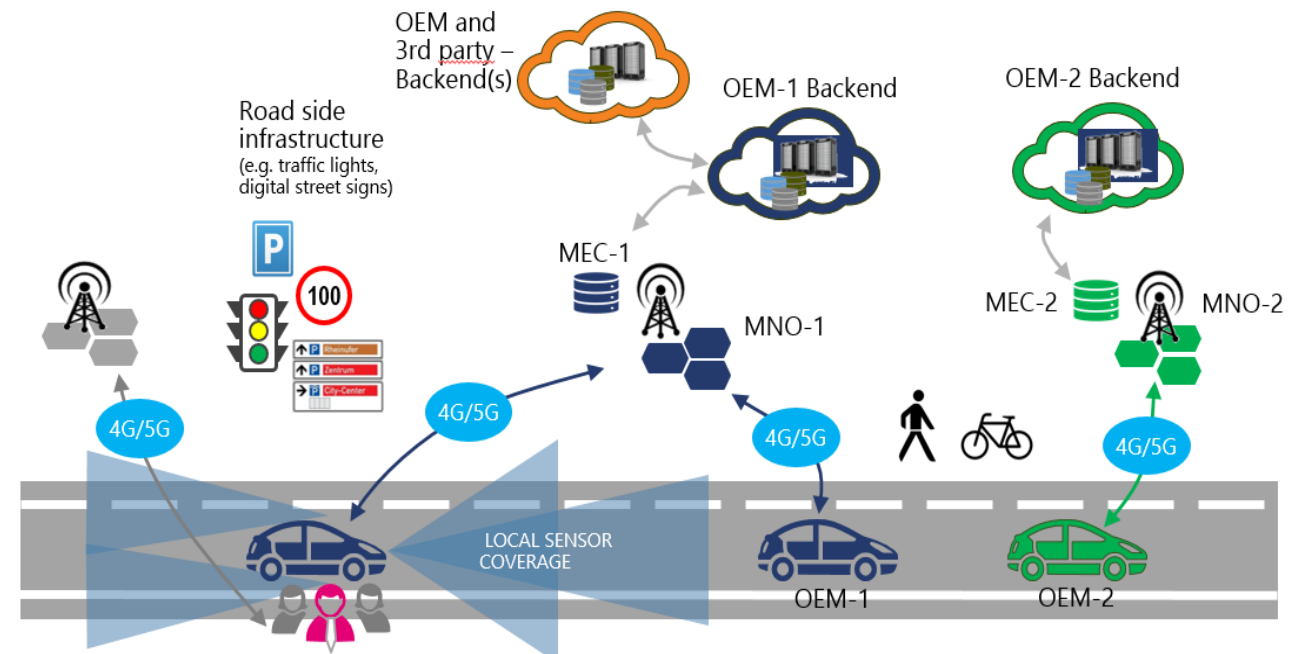 OEM and
3rd party –
Backend(s)
OEM-1 Backend
OEM-2 Backend
Road side
infrastructure
(e.g. traffic lights,
digital street signs)
P
100
MEC-1
MNO-1
MEC-2
MNO-2
P Rheinufer
P Zentrum
P City-Center
4G/5G
4G/5G
4G/5G
4G/5G
LOCAL SENSOR
COVERAGE
OEM-1
OEM-2